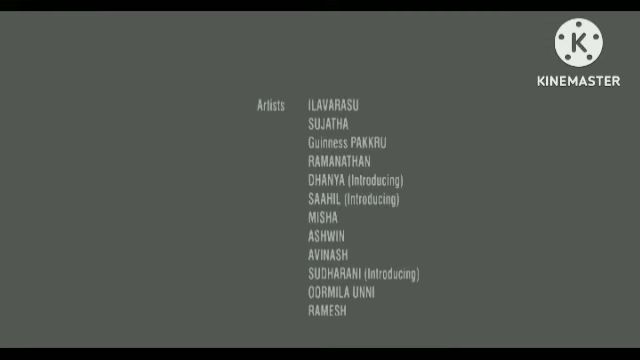 KINEMASTER
Artists ILAVARASU
SUJATHA
Guinness PAKKRU
RAMANATHAN
DHANYA (Introducing)
SAAHIL (Introducing)
MISHA
ASHWIN
AVINASH
SUDHARANI (Introducing)
OORMILA UNNI
RAMESH